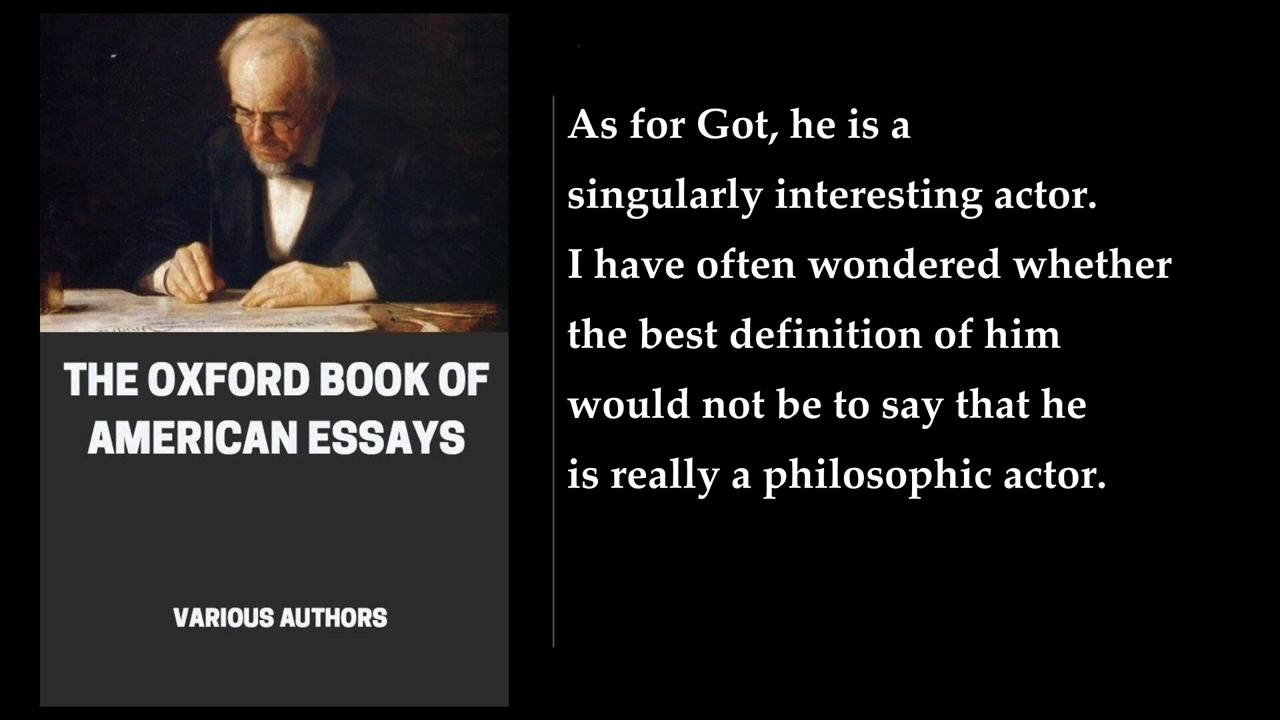 THE OXFORD BOOK OF
AMERICAN ESSAYS
VARIOUS AUTHORS
As for Got, he is a
singularly interesting actor.
I have often wondered whether
the best definition of him
would not be to say that he
is really a philosophic actor.